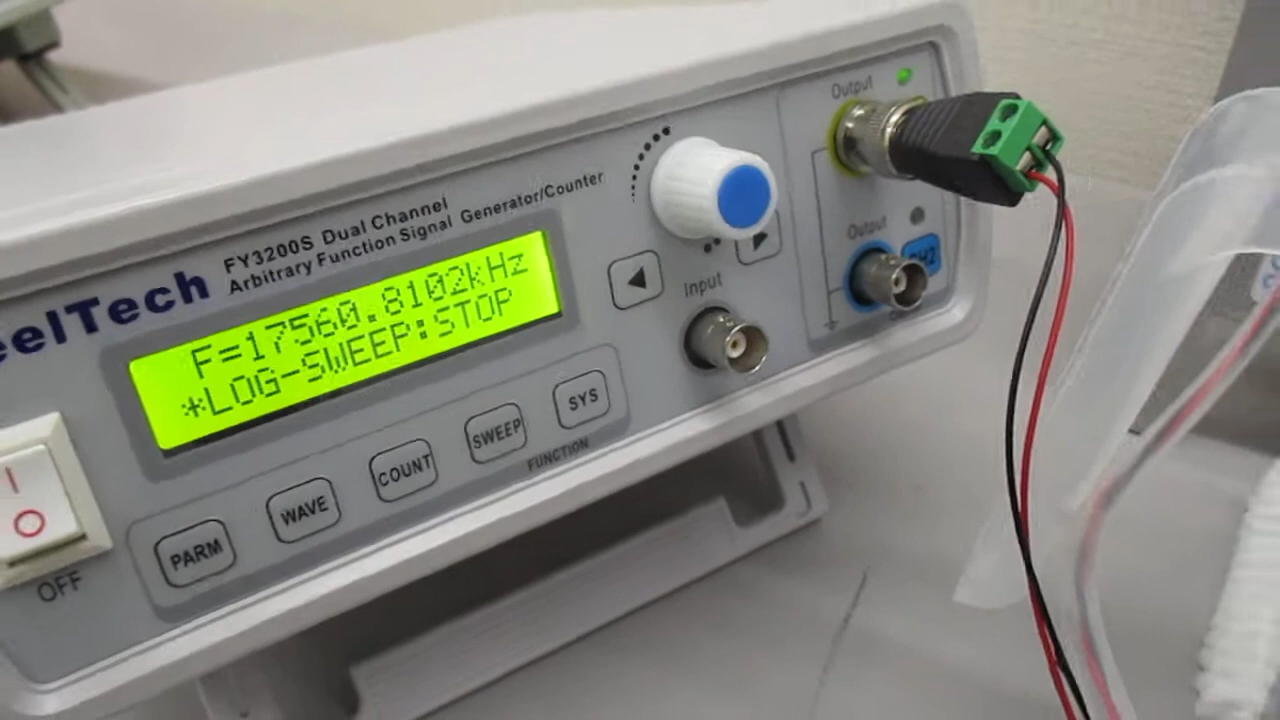 eelTech
FY3200S Dual Channel
Arbitrary Function Signal Generator/Counter
F=17560.8102kHz
*LOG-SWEEP:STOP
PARM
WAVE
COUNT
SWEEP
SYS
FUNCTION
OFF
Input
Output
Output
CH2